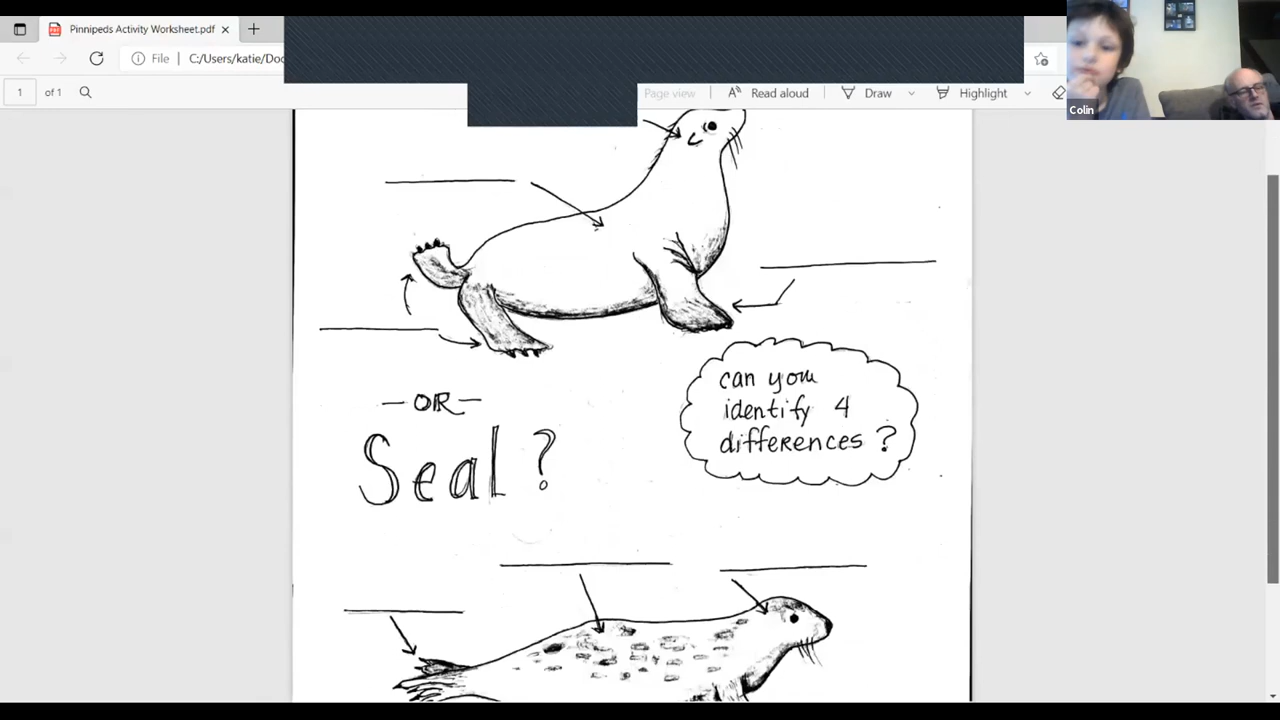 Pinnipeds Activity Worksheet.pdf
File
C:/Users/katie/Doc
1
of 1
Page view
Read aloud
Draw
Highlight
Colin
-OR-
Seal?
can you
identify 4
differences?